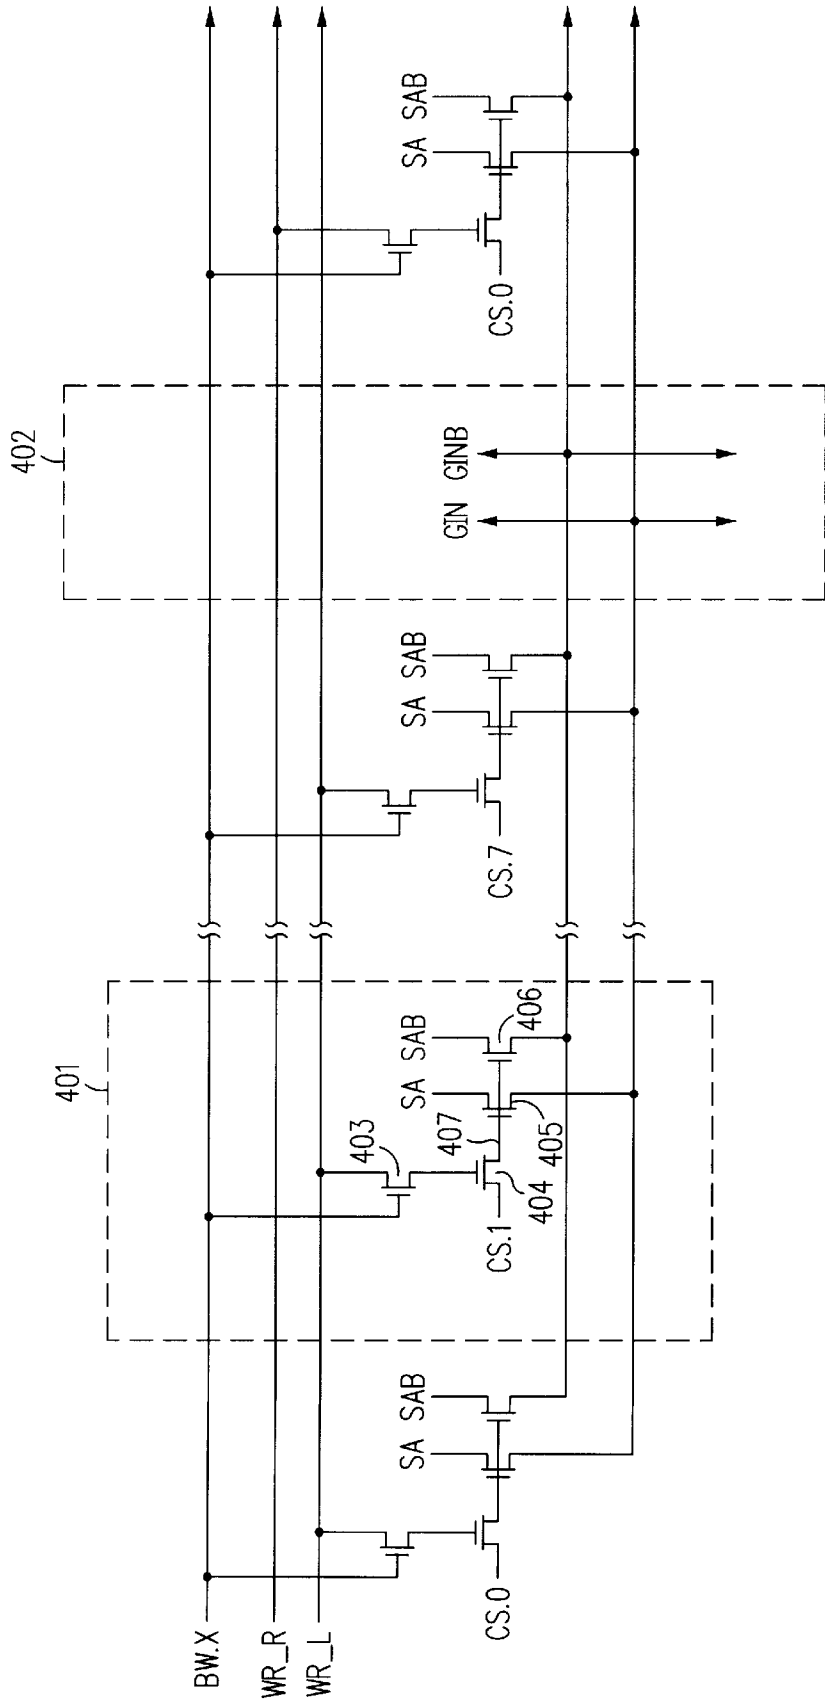 BW.X
WR_R
WR_L
CS.0
SA
SAB
401
CS.1
403
404
407
SA
SAB
405
406
CS.7
SA
SAB
402
GIN
GINB
CS.0
SA
SAB